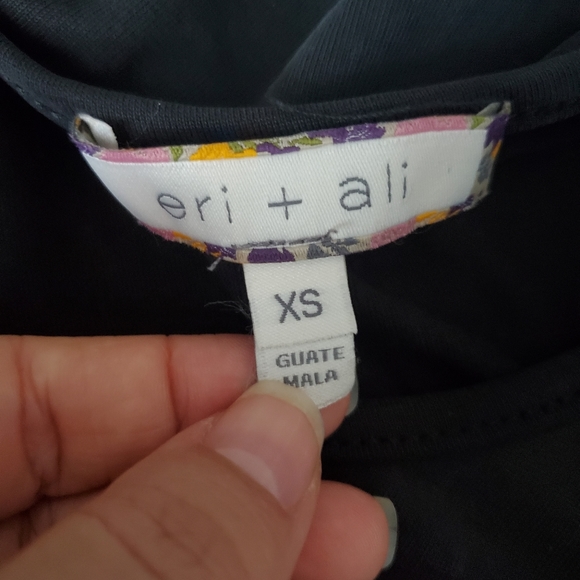 eri + ali
XS
GUATE
MALA